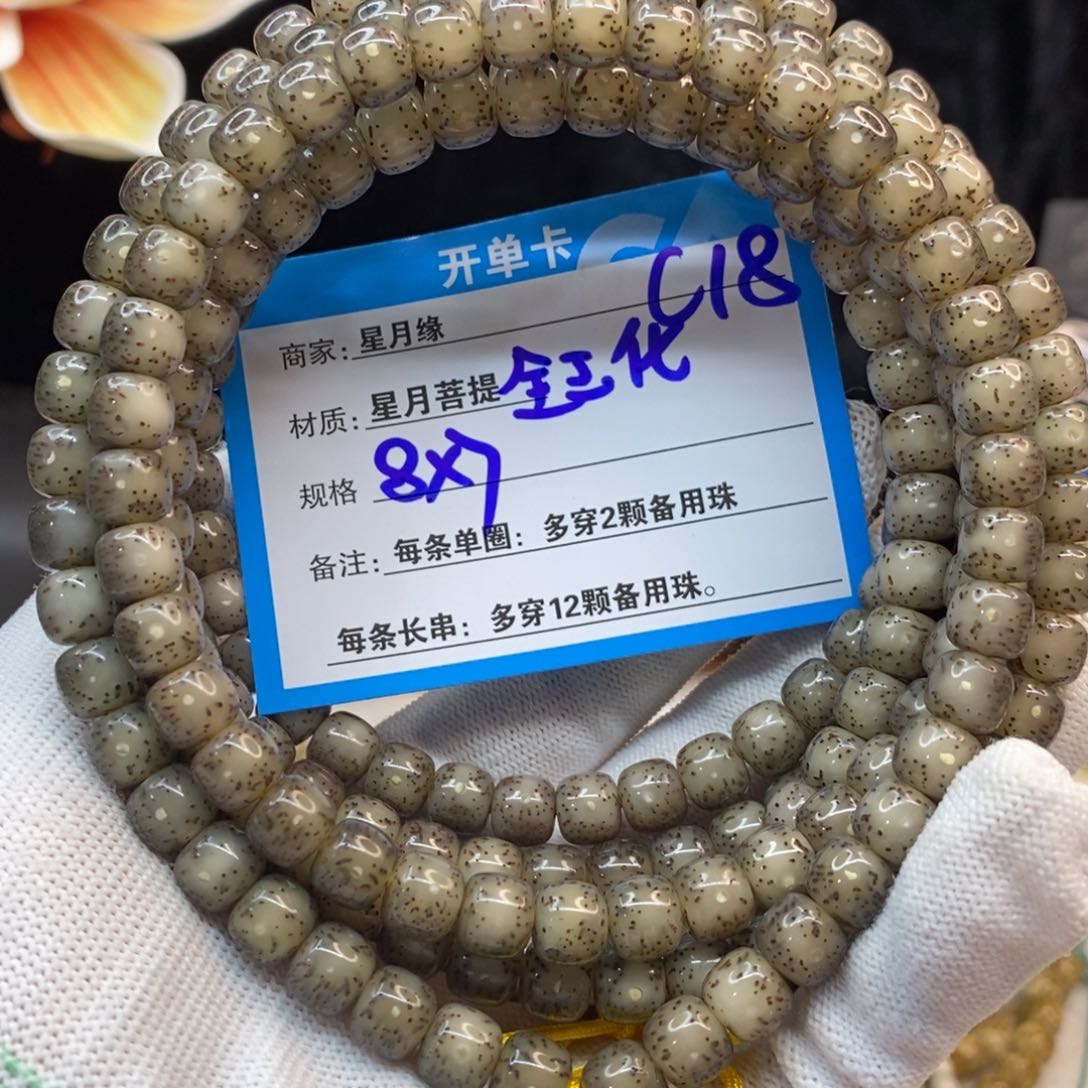 开单卡
C18
商家：星月缘
材质：星月菩提全玉化
规格 8X7
备注：每条单圈：多穿2颗备用珠
每条长串：多穿12颗备用珠。